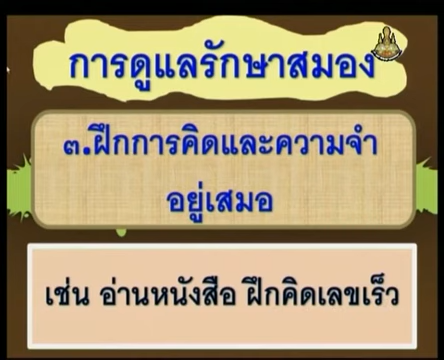 การดูแลรักษาสมอง
๓.ฝึกการคิดและความจำ
อยู่เสมอ
เช่น อ่านหนังสือ ฝึกคิดเลขเร็ว